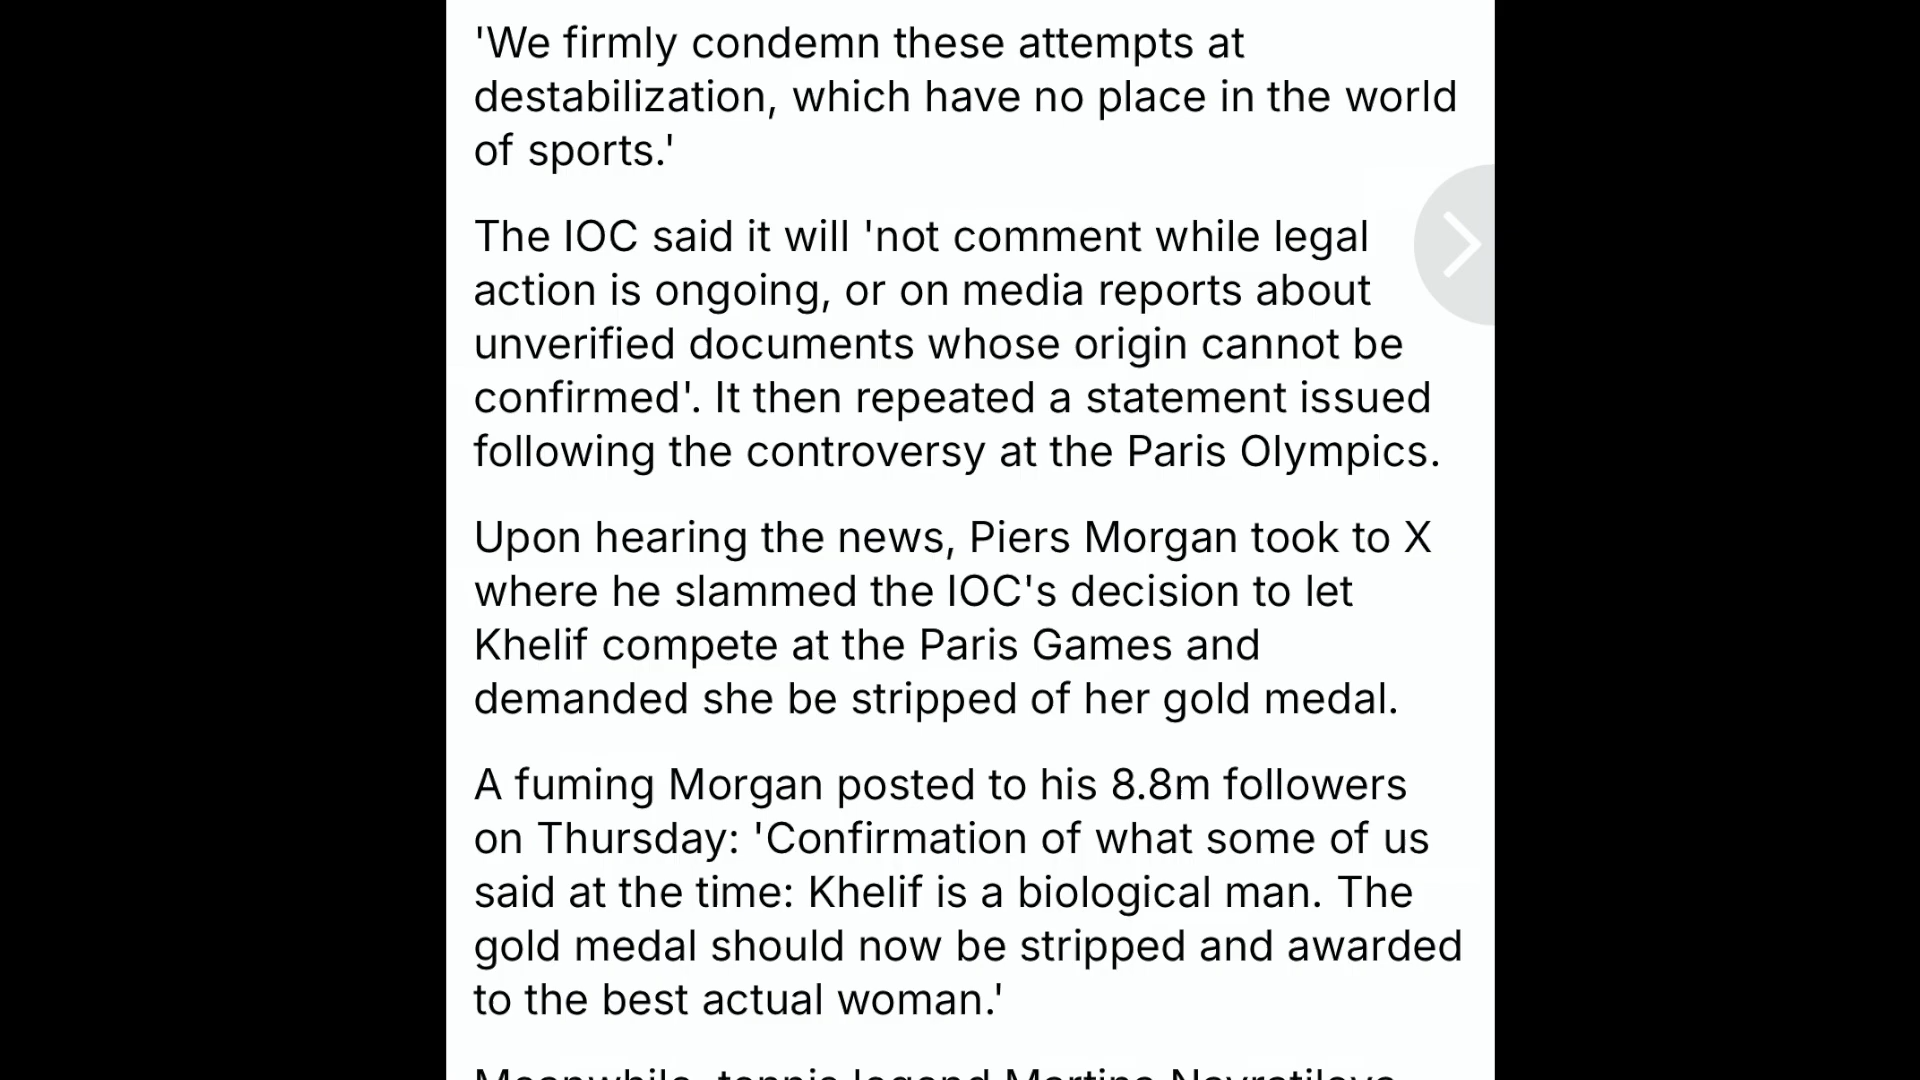 'We firmly condemn these attempts at
destabilization, which have no place in the world
of sports.'
The IOC said it will 'not comment while legal
action is ongoing, or on media reports about
unverified documents whose origin cannot be
confirmed'. It then repeated a statement issued
following the controversy at the Paris Olympics.
Upon hearing the news, Piers Morgan took to X
where he slammed the IOC's decision to let
Khelif compete at the Paris Games and
demanded she be stripped of her gold medal.
A fuming Morgan posted to his 8.8m followers
on Thursday: 'Confirmation of what some of us
said at the time: Khelif is a biological man. The
gold medal should now be stripped and awarded
to the best actual woman.'
Meanwhile, tennis legend Martina Navratilova